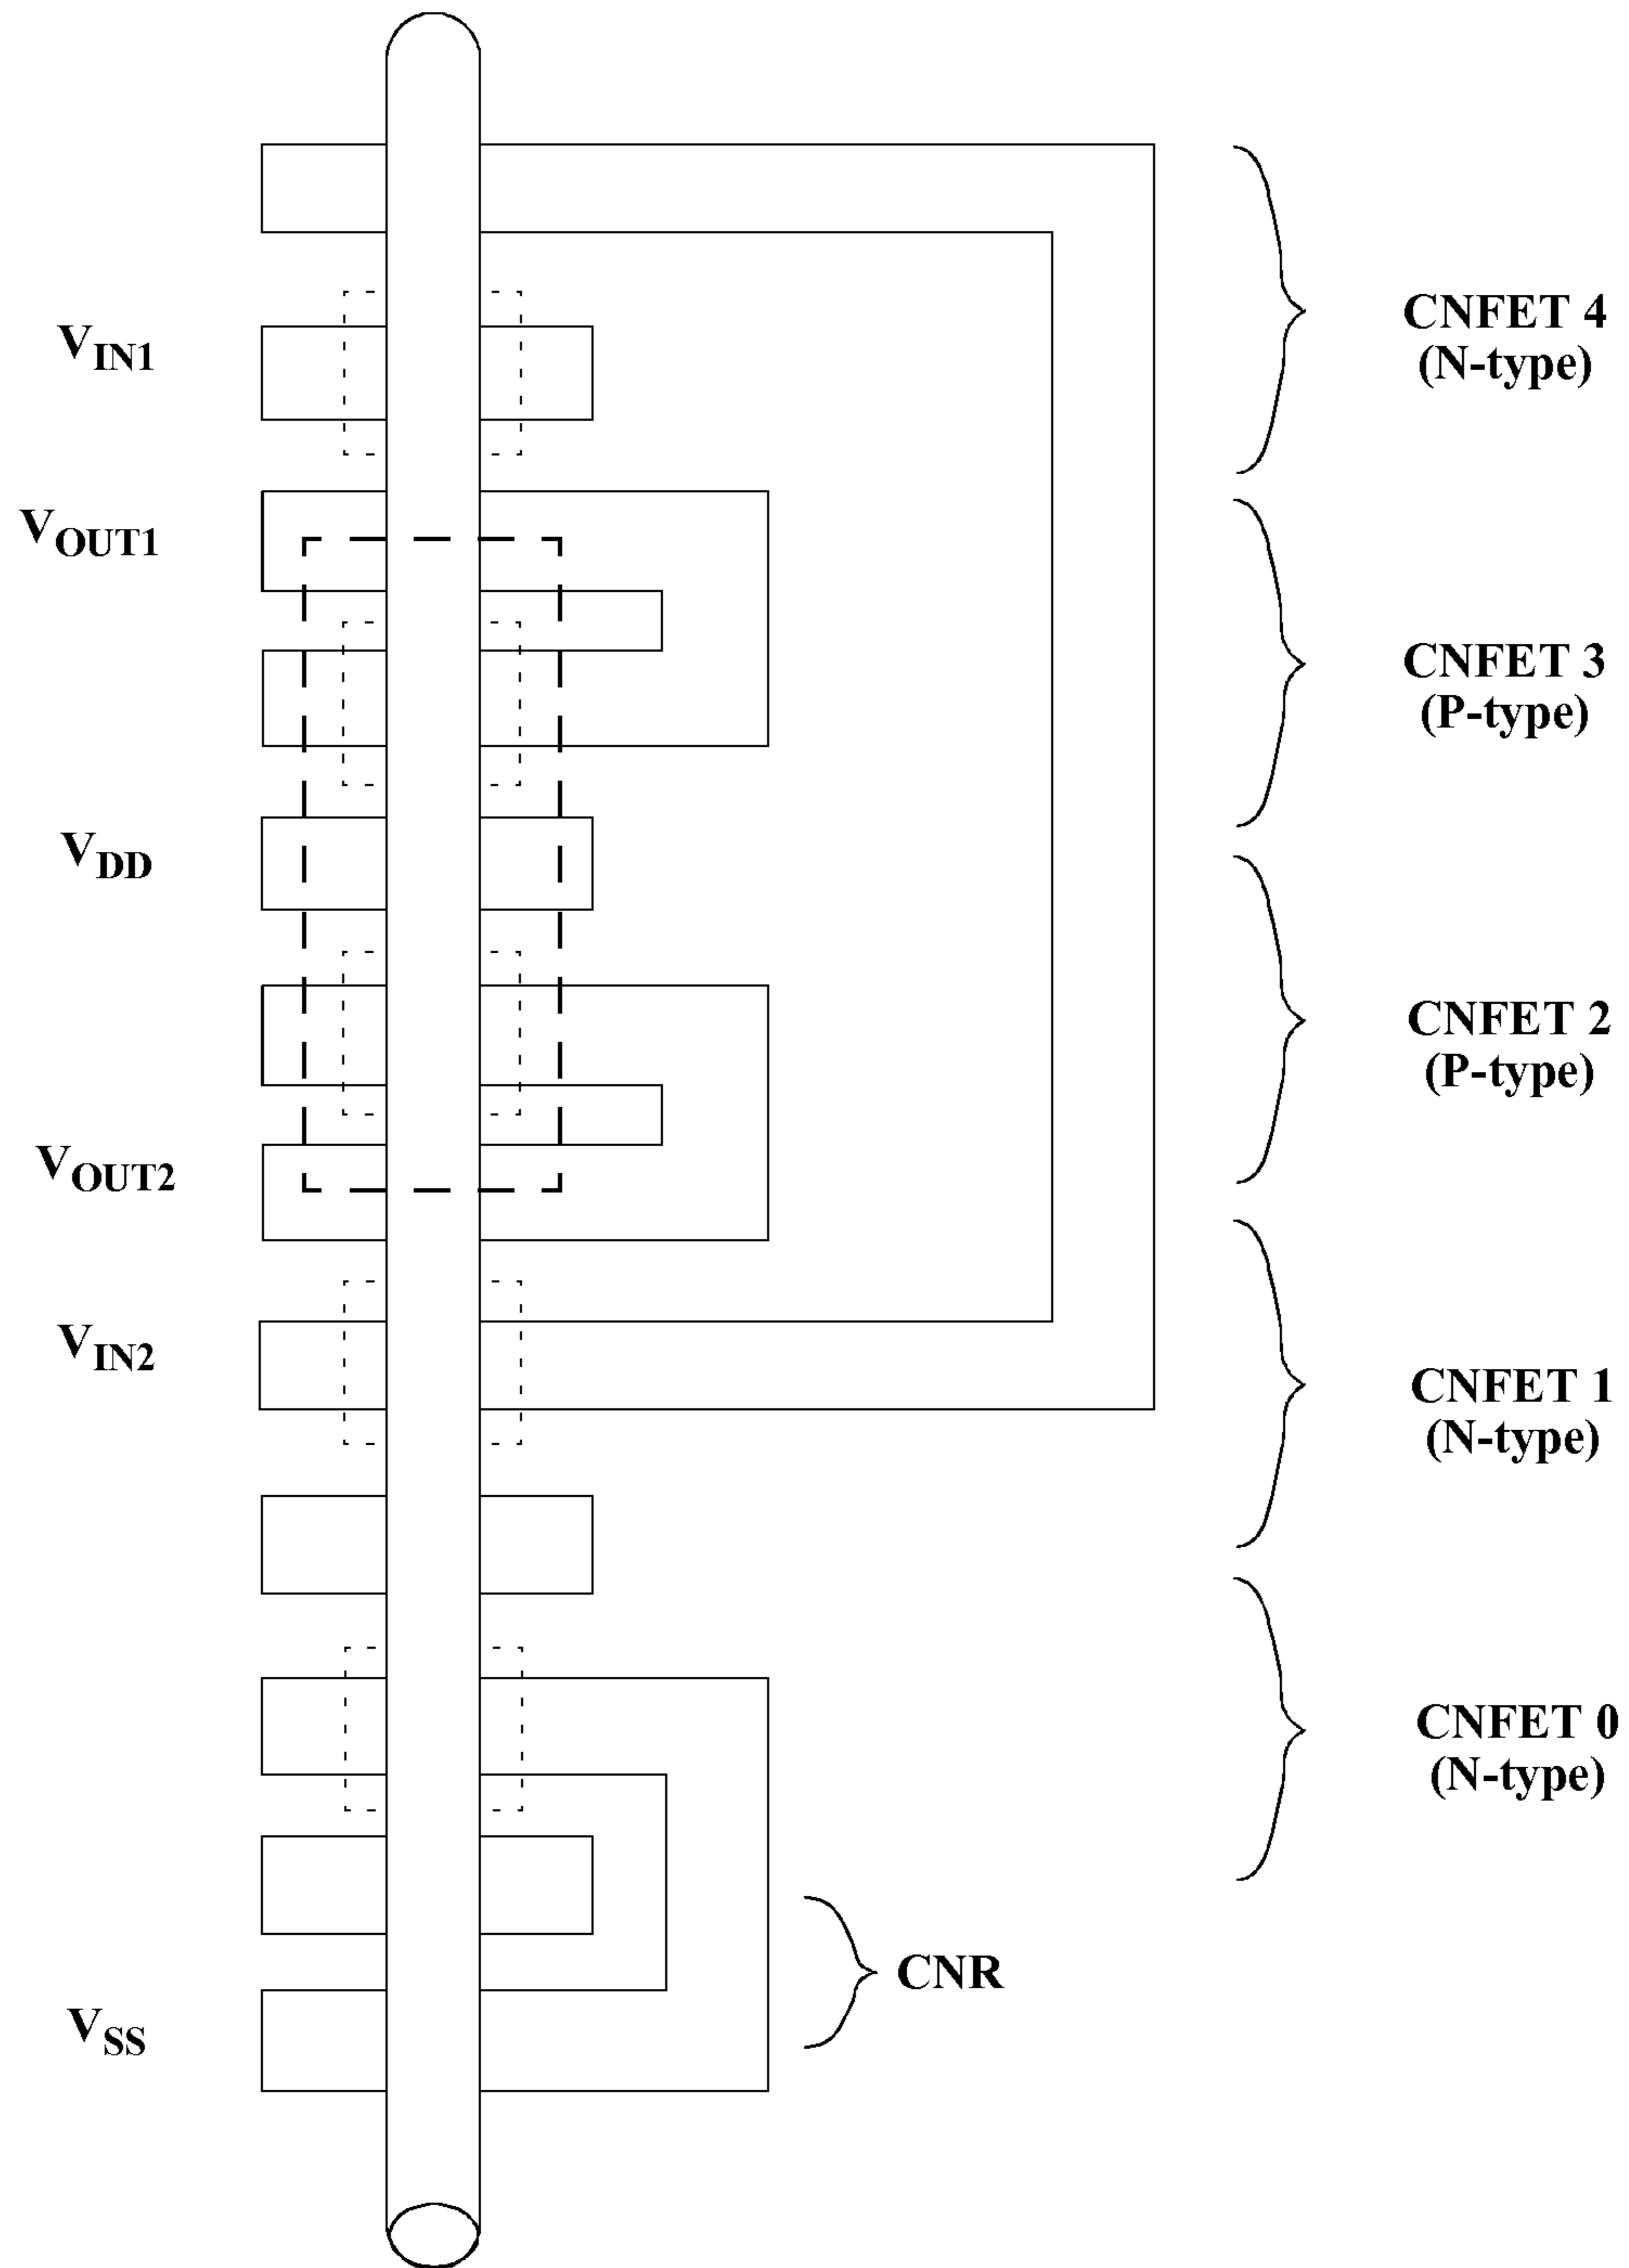 CNFET 4
(N-type)
V_IN1
V_OUT1
CNFET 3
(P-type)
V_DD
CNFET 2
(P-type)
V_OUT2
V_IN2
CNFET 1
(N-type)
CNFET 0
(N-type)
CNR
V_SS